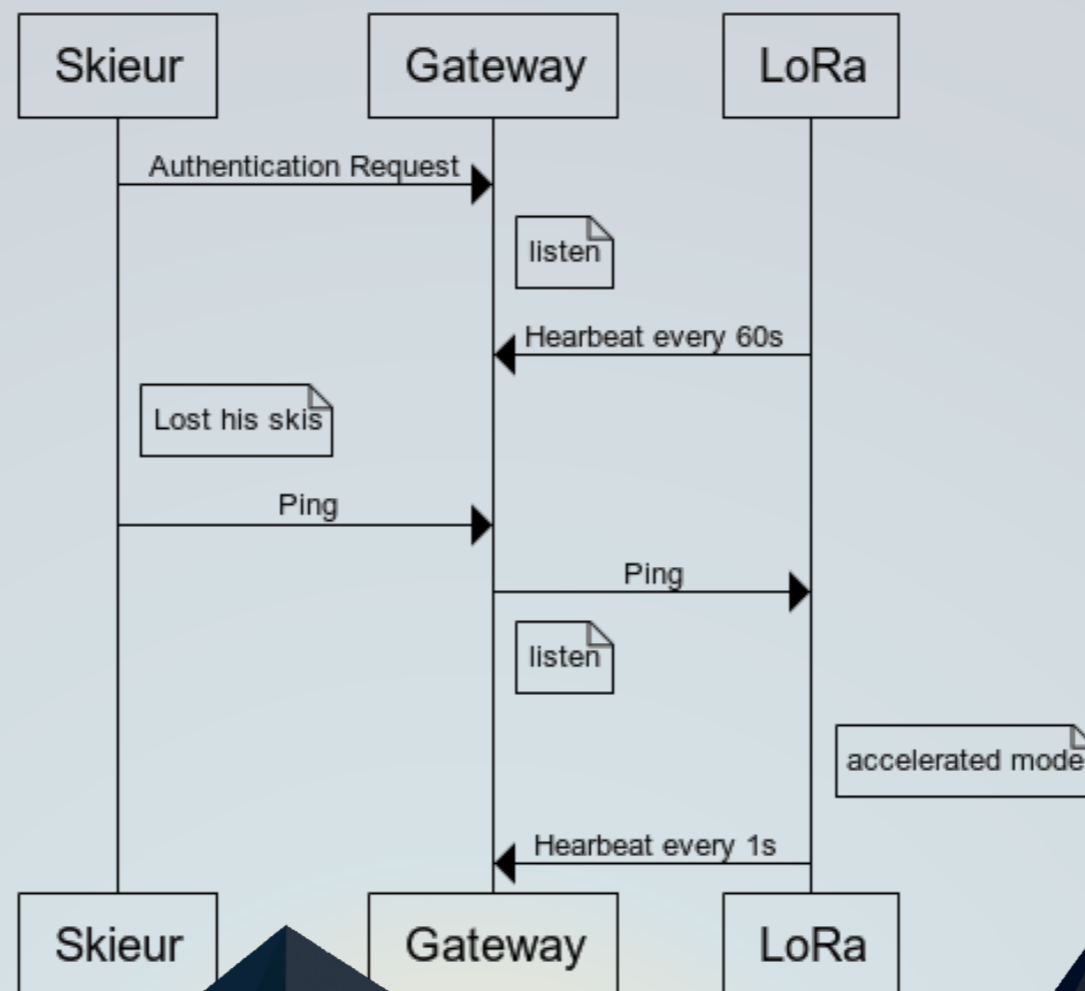 Skieur
Gateway
LoRa
Authentication Request
listen
Hearbeat every 60s
Lost his skis
Ping
Ping
listen
accelerated mode
Hearbeat every 1s
Skieur
Gateway
LoRa